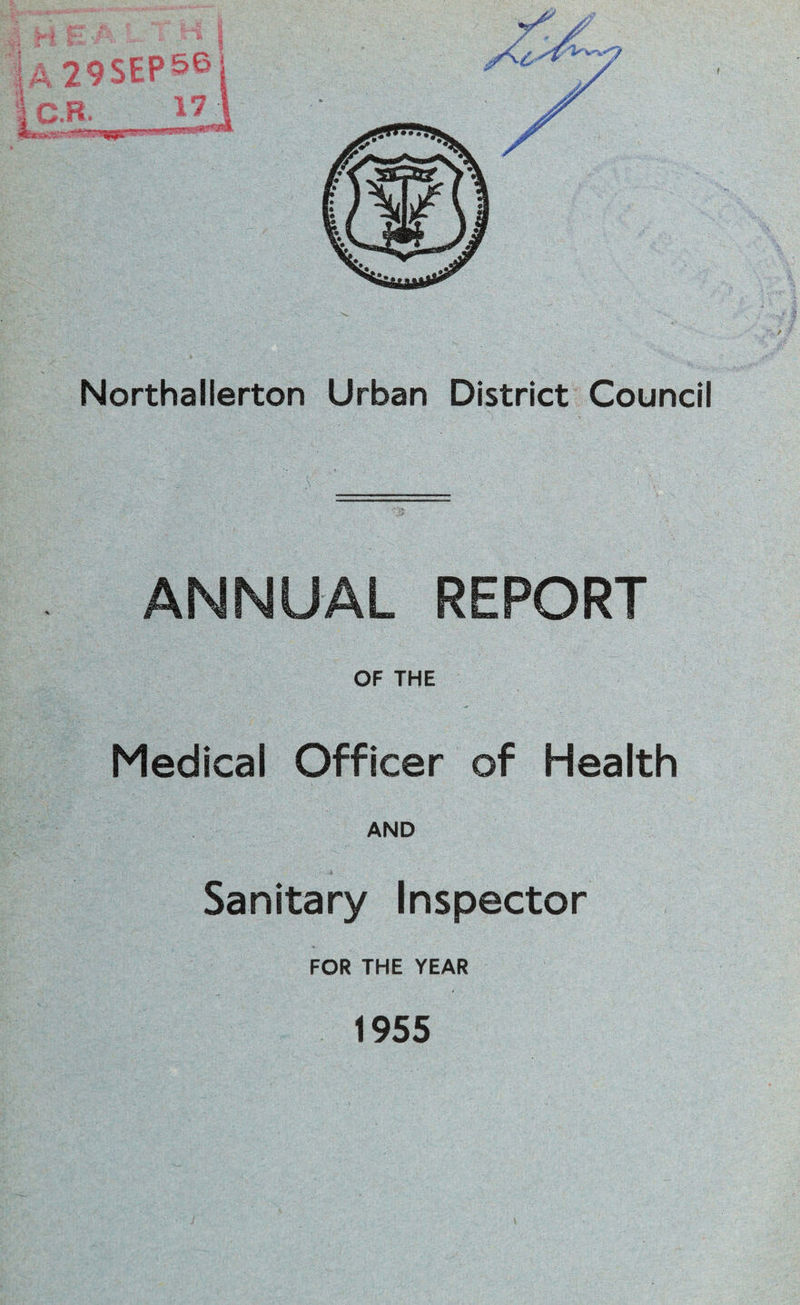 HEALTH
A 29SEP56
C.R. 17
Northallerton Urban District Council
ANNUAL REPORT
OF THE
Medical Officer of Health
AND
Sanitary Inspector
FOR THE YEAR
1955